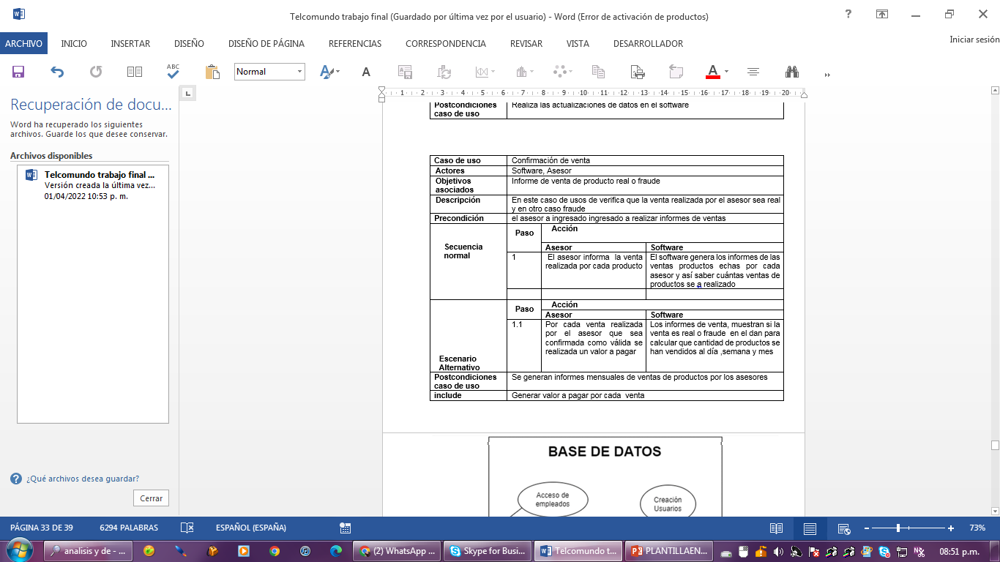 Telcomundo trabajo final (Guardado por última vez por el usuario) - Word (Error de activación de productos)
ARCHIVO INICIO INSERTAR DISEÑO DISEÑO DE PÁGINA REFERENCIAS CORRESPONDENCIA REVISAR VISTA DESARROLLADOR Iniciar sesión
ABC
Normal
Recuperación de docu...
Word ha recuperado los siguientes
archivos. Guarde los que desee conservar.
Archivos disponibles
Telcomundo trabajo final ...
Versión creada la última vez...
01/04/2022 10:53 p. m.
¿Qué archivos desea guardar?
Cerrar
1 2 3 4 5 6 7 8 9 10 11 12 13 14 15 16 17 18 19 20
Postcondiciones Realiza las actualizaciones de datos en el software
caso de uso
Caso de uso Confirmación de venta
Actores Software, Asesor
Objetivos Informe de venta de producto real o fraude
asociados
Descripción En este caso de usos de verifica que la venta realizada por el asesor sea real
y en otro caso fraude
Precondición el asesor a ingresado ingresado a realizar informes de ventas
Secuencia
normal
Paso Acción
Asesor Software
1 El asesor informa la venta
realizada por cada producto
El software genera los informes de las
ventas productos echas por cada
asesor y así saber cuántas ventas de
productos se a realizado
Escenario
Alternativo
Paso Acción
Asesor Software
1.1 Por cada venta realizada
por el asesor que sea
confirmada como válida se
realizada un valor a pagar
Los informes de venta, muestran si la
venta es real o fraude en el dan para
calcular que cantidad de productos se
han vendidos al día ,semana y mes
Postcondiciones Se generan informes mensuales de ventas de productos por los asesores
caso de uso
include Generar valor a pagar por cada venta
BASE DE DATOS
Acceso de
empleados
Creación
Usuarios
PÁGINA 33 DE 39 6294 PALABRAS ESPAÑOL (ESPAÑA) 73%
analisis y de - ... (2) WhatsApp ... Skype for Busi... Telcomundo t... PLANTILLAEN... 08:51 p. m.